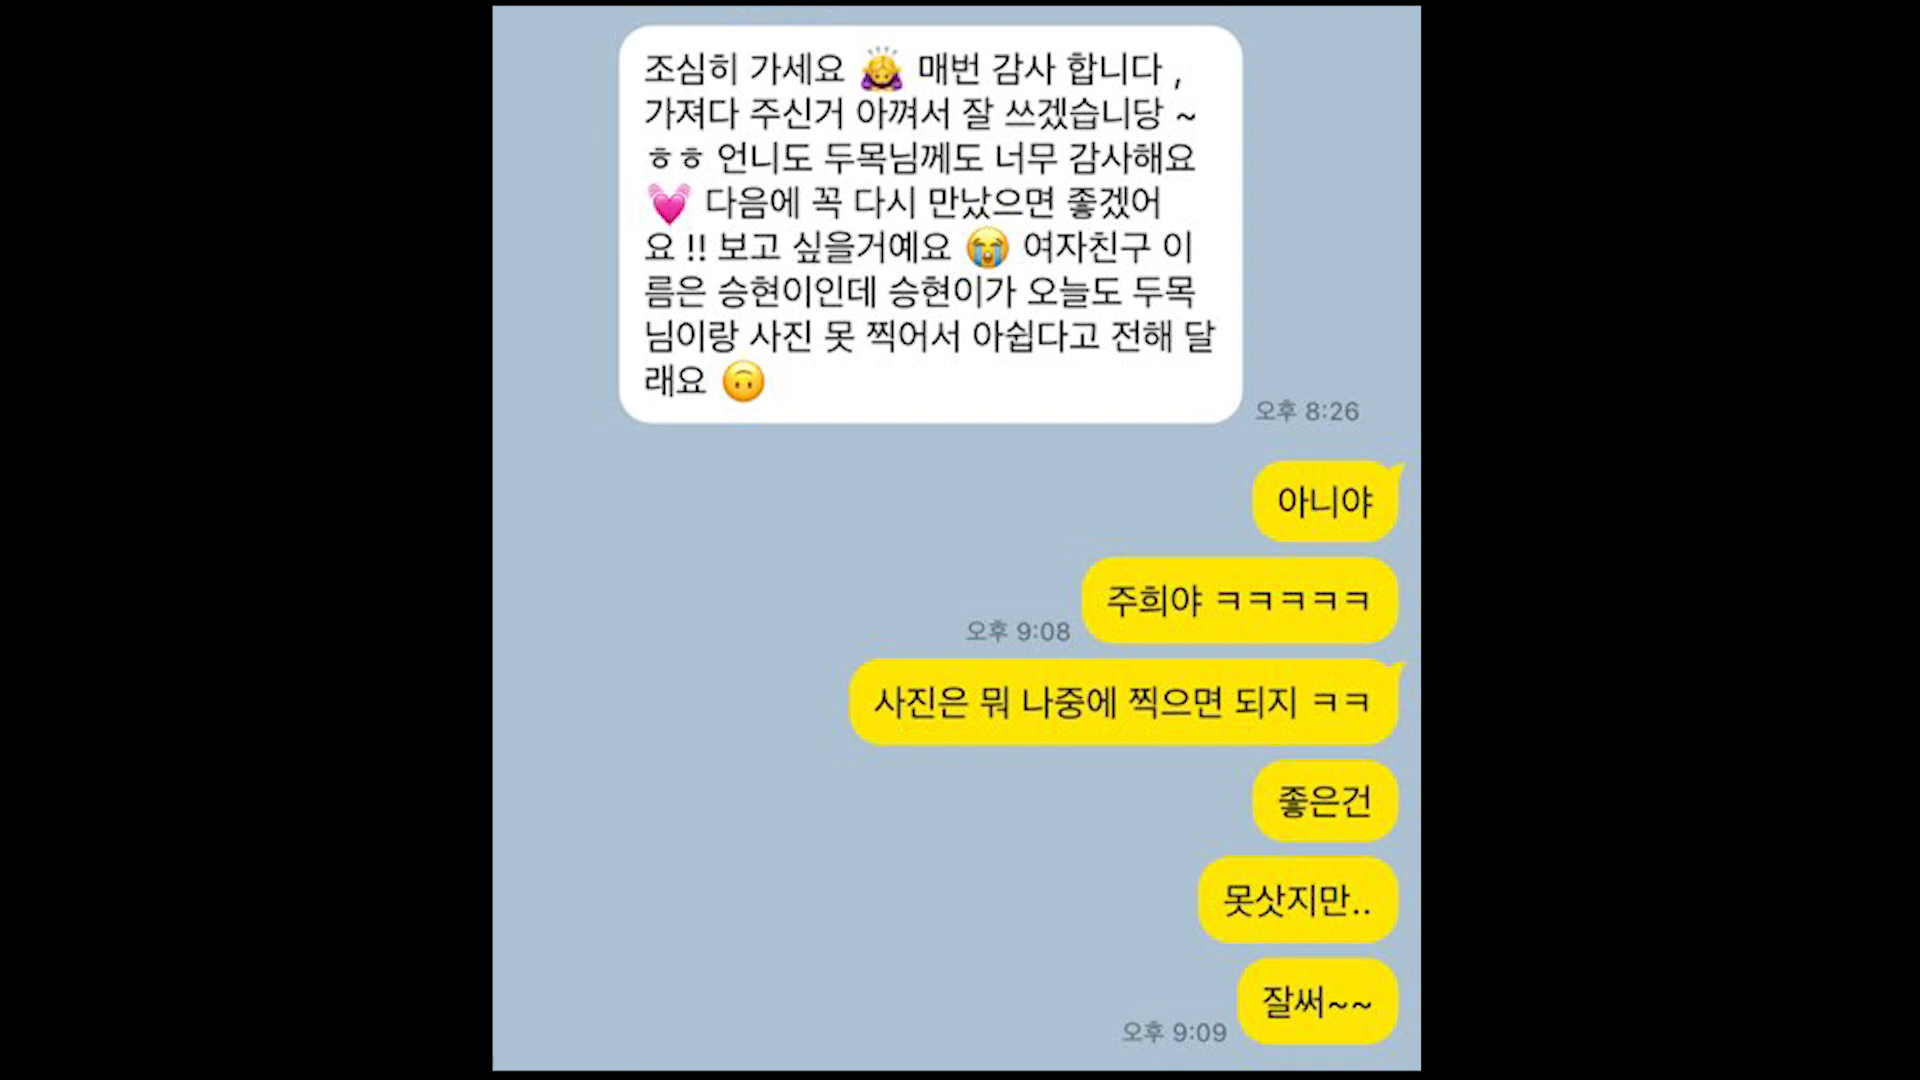 조심히 가세요 🙇‍♀️ 매번 감사 합니다 ,
가져다 주신거 아껴서 잘 쓰겠습니당 ~
ㅎㅎ 언니도 두목님께도 너무 감사해요
💓 다음에 꼭 다시 만났으면 좋겠어
요 !! 보고 싶을거예요 😭 여자친구 이
름은 승현이인데 승현이가 오늘도 두목
님이랑 사진 못 찍어서 아쉽다고 전해 달
래요 🙃
오후 8:26
아니야
주희야 ㅋㅋㅋㅋㅋ
오후 9:08
사진은 뭐 나중에 찍으면 되지 ㅋㅋ
좋은건
못삿지만..
잘써~~
오후 9:09